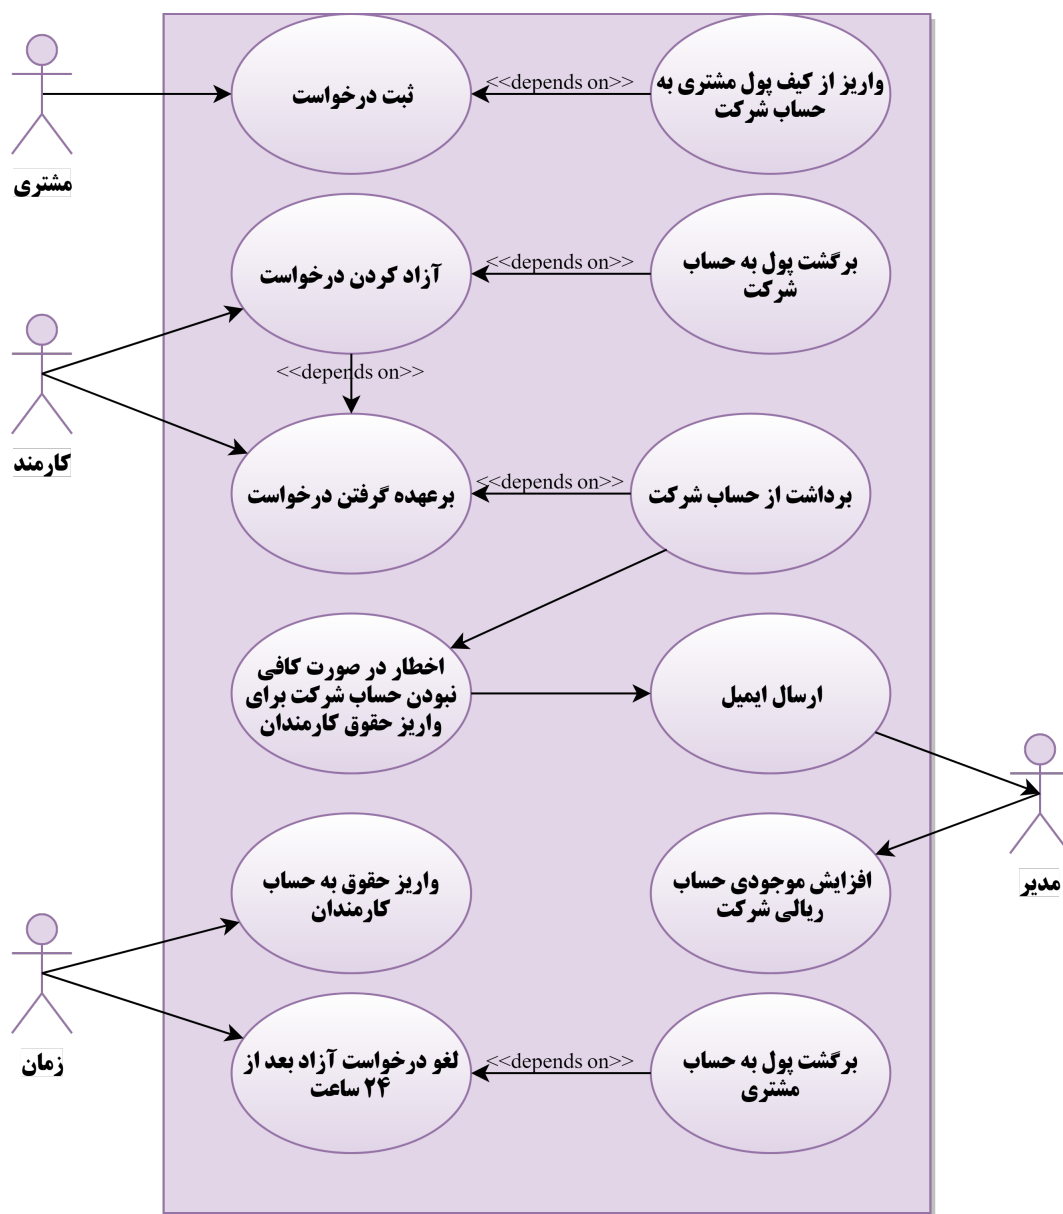 ثبت درخواست
<<depends on>>
واریز از کیف پول مشتری به
حساب شرکت
مشتری
آزاد کردن درخواست
<<depends on>>
برگشت پول به حساب
شرکت
<<depends on>>
کارمند
برعهده گرفتن درخواست
<<depends on>>
برداشت از حساب شرکت
اخطار در صورت کافی
نبودن حساب شرکت برای
واریز حقوق کارمندان
ارسال ایمیل
مدیر
واریز حقوق به حساب
کارمندان
افزایش موجودی حساب
ریالی شرکت
زمان
لغو درخواست آزاد بعد از
۲۴ ساعت
<<depends on>>
برگشت پول به حساب
مشتری